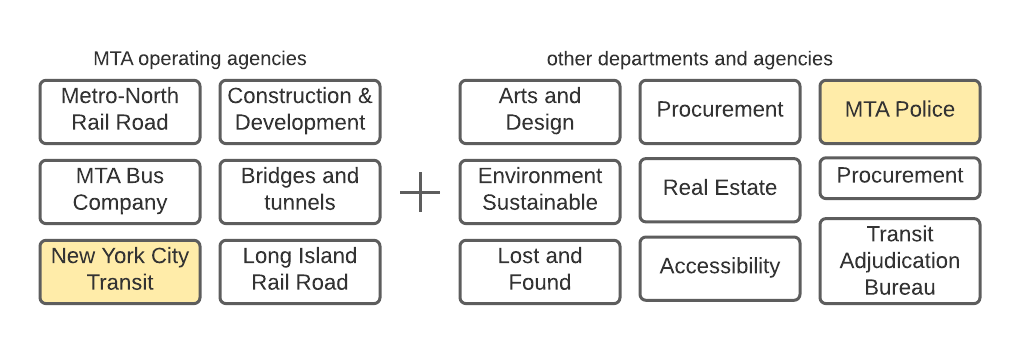 MTA operating agencies
other departments and agencies
Metro-North
Rail Road
Construction &
Development
Arts and
Design
Procurement
MTA Police
MTA Bus
Company
Bridges and
tunnels
Environment
Sustainable
Real Estate
Procurement
New York City
Transit
Long Island
Rail Road
Lost and
Found
Accessibility
Transit
Adjudication
Bureau